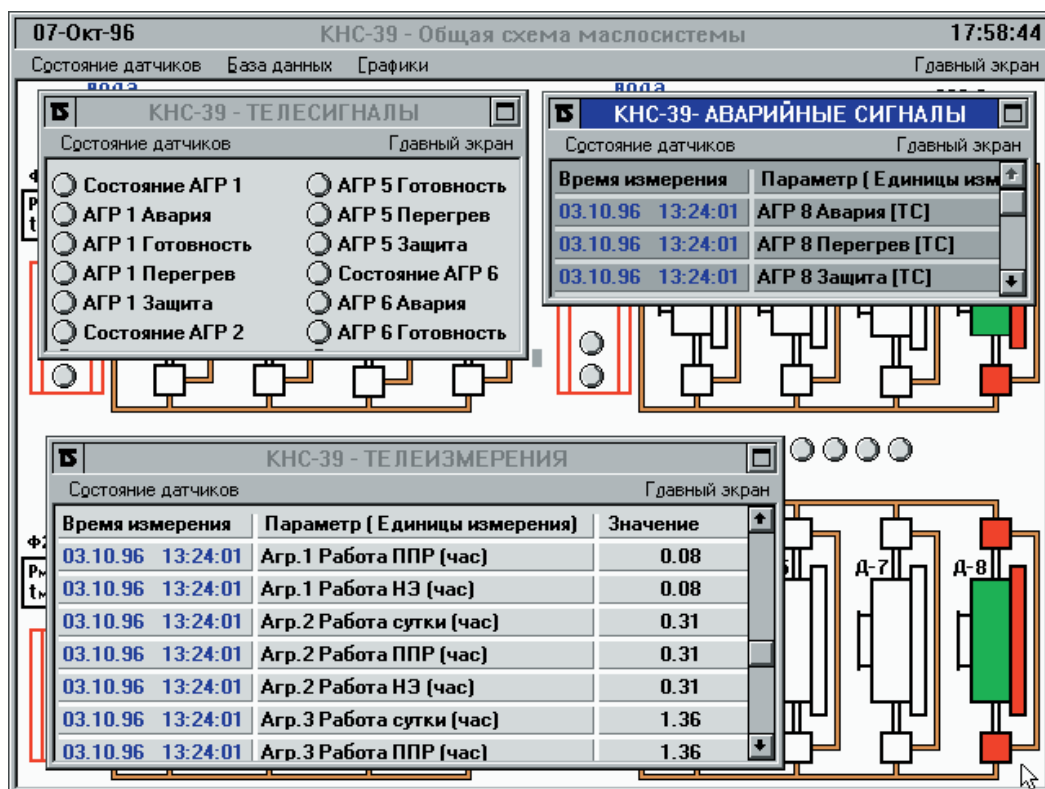 07-Окт-96 КНС-39 - Общая схема маслосистемы 17:58:44
Состояние датчиков База данных Графики Главный экран
вода вода
КНС-39 - ТЕЛЕСИГНАЛЫ
Состояние датчиков Главный экран
Состояние АГР 1 АГР 5 Готовность
АГР 1 Авария АГР 5 Перегрев
АГР 1 Готовность АГР 5 Защита
АГР 1 Перегрев Состояние АГР 6
АГР 1 Защита АГР 6 Авария
Состояние АГР 2 АГР 6 Готовность
КНС-39- АВАРИЙНЫЕ СИГНАЛЫ
Состояние датчиков Главный экран
Время измерения Параметр ( Единицы изм
03.10.96 13:24:01 АГР 8 Авария [ТС]
03.10.96 13:24:01 АГР 8 Перегрев [ТС]
03.10.96 13:24:01 АГР 8 Защита [ТС]
КНС-39 - ТЕЛЕИЗМЕРЕНИЯ
Состояние датчиков Главный экран
Время измерения Параметр ( Единицы измерения) Значение
03.10.96 13:24:01 Агр.1 Работа ППР (час) 0.08
03.10.96 13:24:01 Агр.1 Работа НЭ (час) 0.08
03.10.96 13:24:01 Агр.2 Работа сутки (час) 0.31
03.10.96 13:24:01 Агр.2 Работа ППР (час) 0.31
03.10.96 13:24:01 Агр.2 Работа НЭ (час) 0.31
03.10.96 13:24:01 Агр.3 Работа сутки (час) 1.36
03.10.96 13:24:01 Агр.3 Работа ППР (час) 1.36
Д-7 Д-8